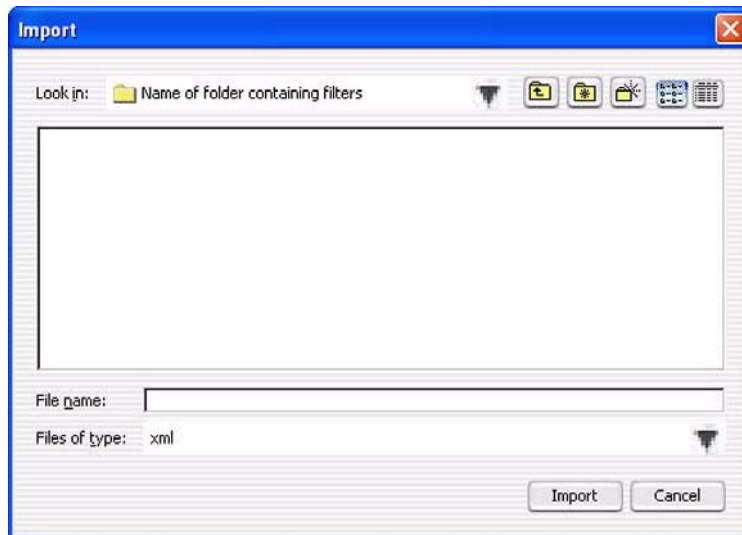 Import
Look in: Name of folder containing filters
File name:
Files of type: xml
Import Cancel